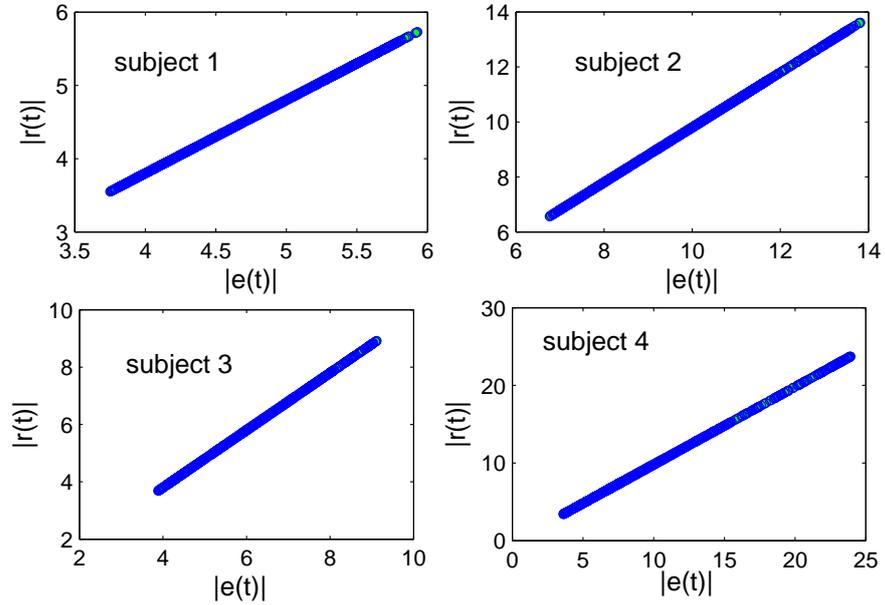 6
5
4
3
|r(t)|
subject 1
3.5 4 4.5 5 5.5 6
|e(t)|
14
12
10
8
6
|r(t)|
subject 2
6 8 10 12 14
|e(t)|
10
8
6
4
2
|r(t)|
subject 3
2 4 6 8 10
|e(t)|
30
20
10
0
|r(t)|
subject 4
0 5 10 15 20 25
|e(t)|